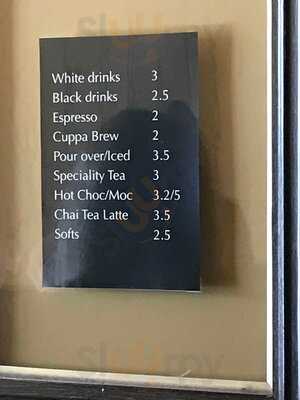 White drinks 3
Black drinks 2.5
Espresso 2
Cuppa Brew 2
Pour over/Iced 3.5
Speciality Tea 3
Hot Choc/Moc 3.2/5
Chai Tea Latte 3.5
Softs 2.5